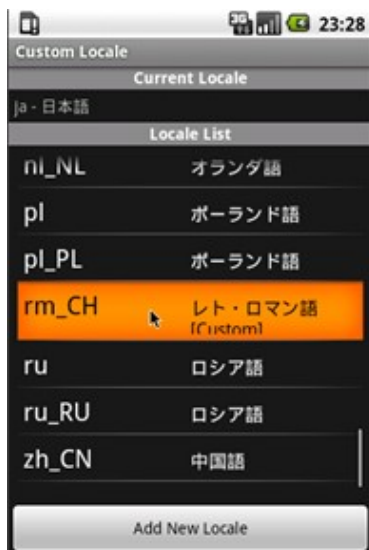 3G
23:28
Custom Locale
Current Locale
ja - 日本語
Locale List
nl_NL オランダ語
pl ポーランド語
pl_PL ポーランド語
rm_CH レト・ロマン語
[Custom]
ru ロシア語
ru_RU ロシア語
zh_CN 中国語
Add New Locale